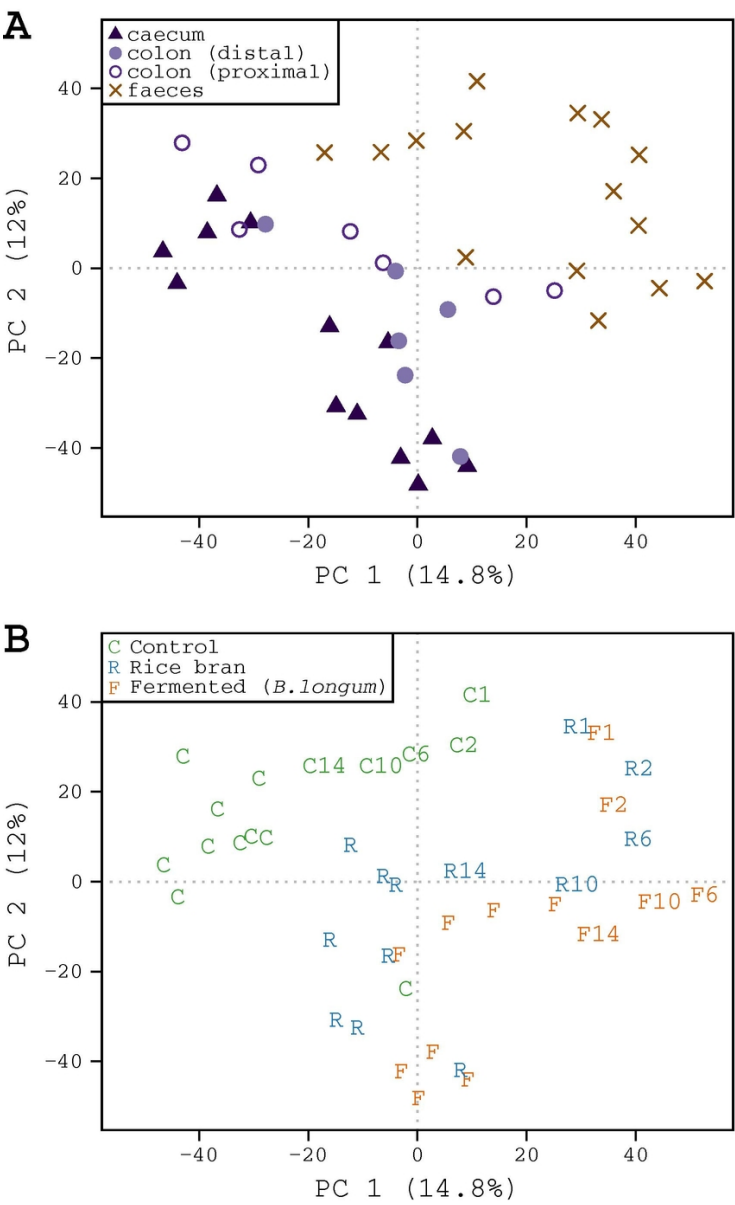 A
caecum
colon (distal)
colon (proximal)
faeces
40
20
0
−20
−40
PC 2 (12%)
−40
−20
0
20
40
PC 1 (14.8%)
B
C Control
R Rice bran
F Fermented (B.longum)
C1
R1
F1
C2
C6
C
C14
C10
R2
C
F2
C
C
C
C
C
R
R6
C
R
R
R14
R10
C
F
F
F
F10
F6
R
F14
R
F
C
R
R
F
F
R
F
F
40
20
0
−20
−40
PC 2 (12%)
−40
−20
0
20
40
PC 1 (14.8%)